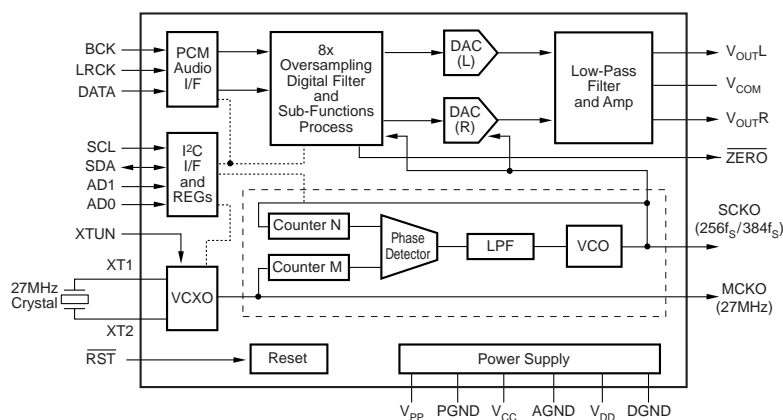 BCK
LRCK
DATA
PCM
Audio
I/F
8x
Oversampling
Digital Filter
and
Sub-Functions
Process
DAC
(L)
DAC
(R)
Low-Pass
Filter
and Amp
VOUTL
VCOM
VOUTR
ZERO
SCL
SDA
AD1
AD0
I2C
I/F
and
REGs
XTUN
XT1
27MHz
Crystal
XT2
VCXO
Counter N
Counter M
Phase
Detector
LPF
VCO
SCKO
(256fS/384fS)
MCKO
(27MHz)
RST
Reset
Power Supply
VPP PGND VCC AGND VDD DGND